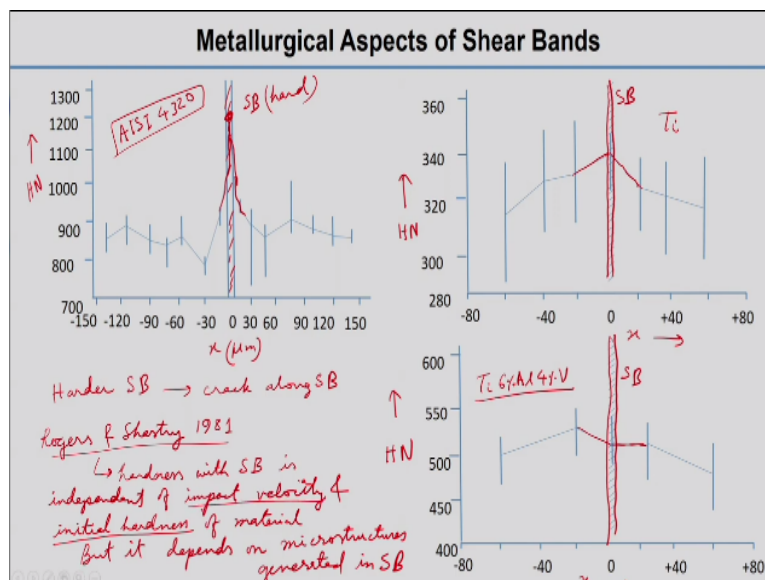 Metallurgical Aspects of Shear Bands
1300
1200
1100
1000
900
800
700
HN
AISI 4320
SB (hard)
-150 -120 -90 -60 -30 0 30 60 90 120 150
x (μm)
360
340
320
300
280
HN
SB
Ti
-80 -40 0 +40 +80
x
Harder SB → crack along SB
Rogers & Shastry 1981
↳ hardness with SB is
independent of impact velocity &
initial hardness of material
But it depends on microstructures
generated in SB
600
550
500
450
400
HN
Ti 6% Al 4% V
SB
-80 -40 0 +40 +80
x